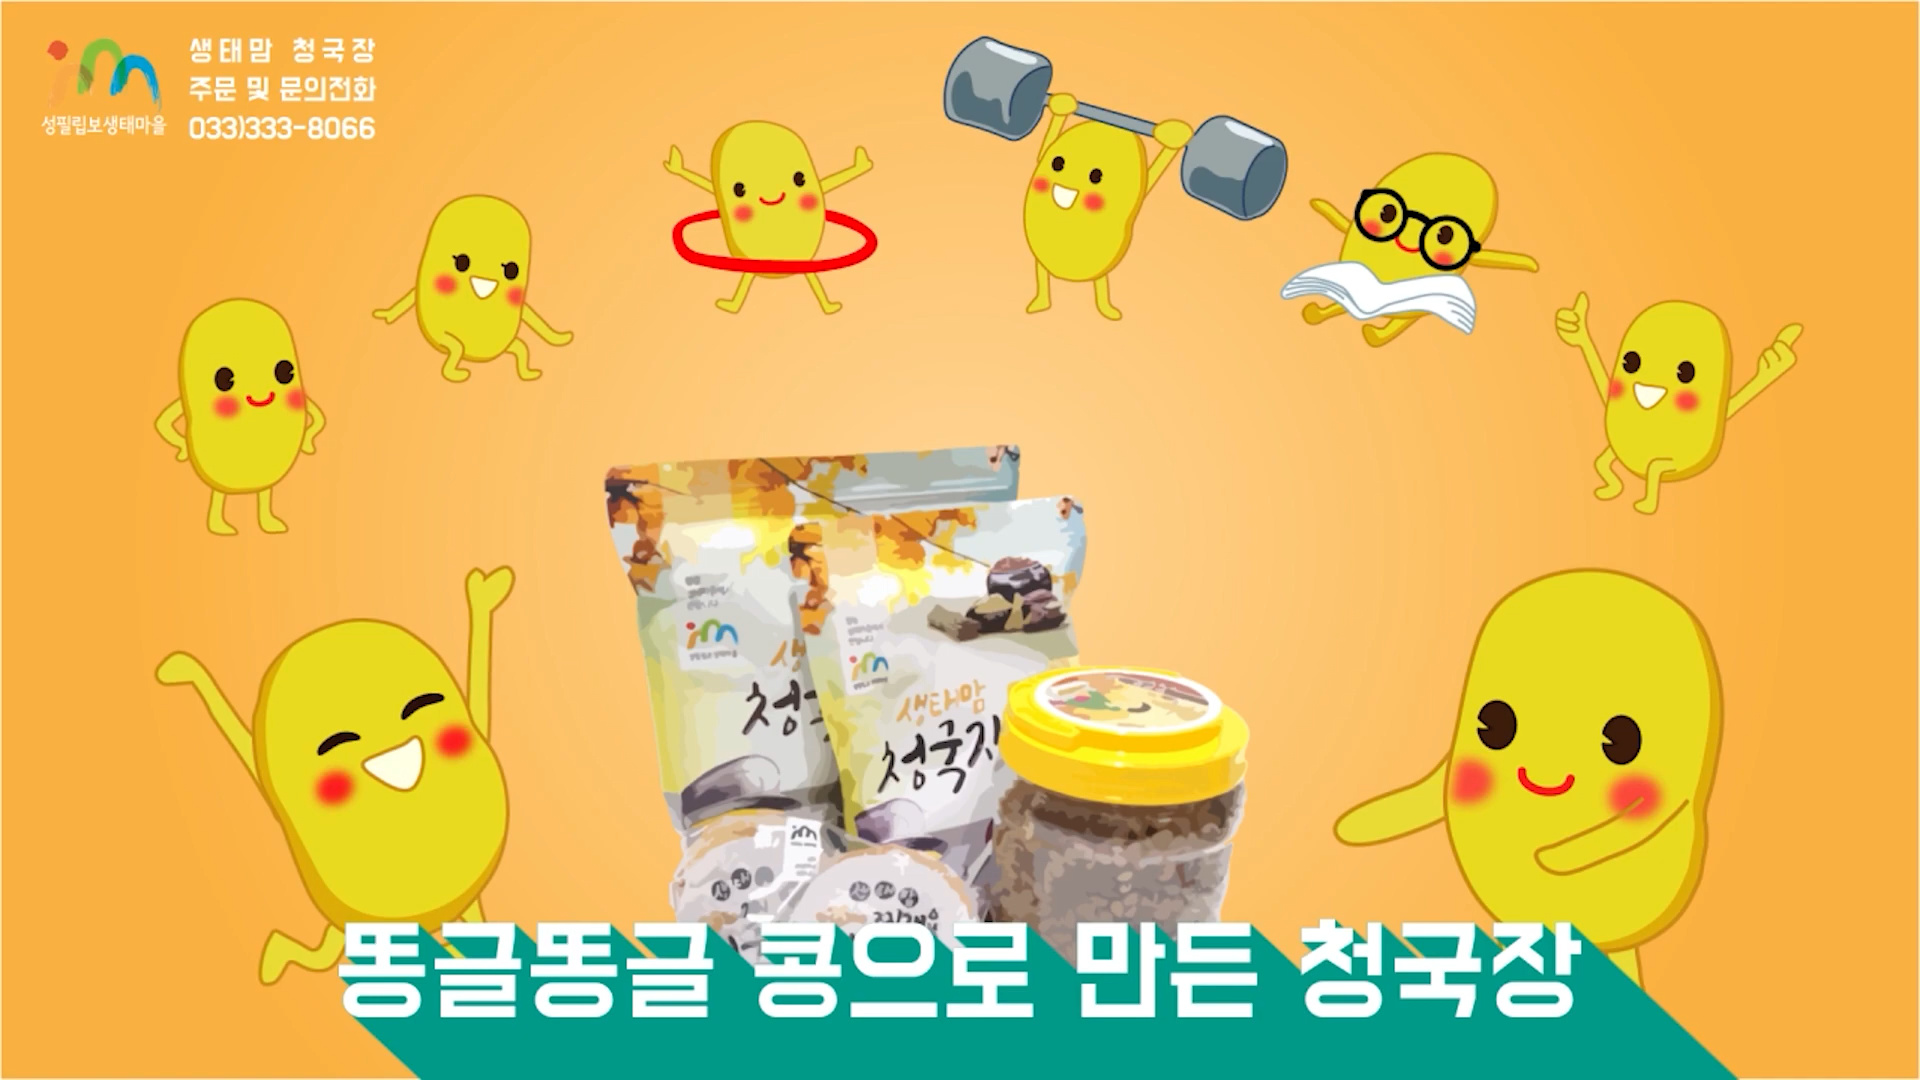 생태맘 청국장
주문 및 문의전화
성필립보생태마을
033)333-8066
생태맘
청국장
똥글똥글 콩으로 만든 청국장